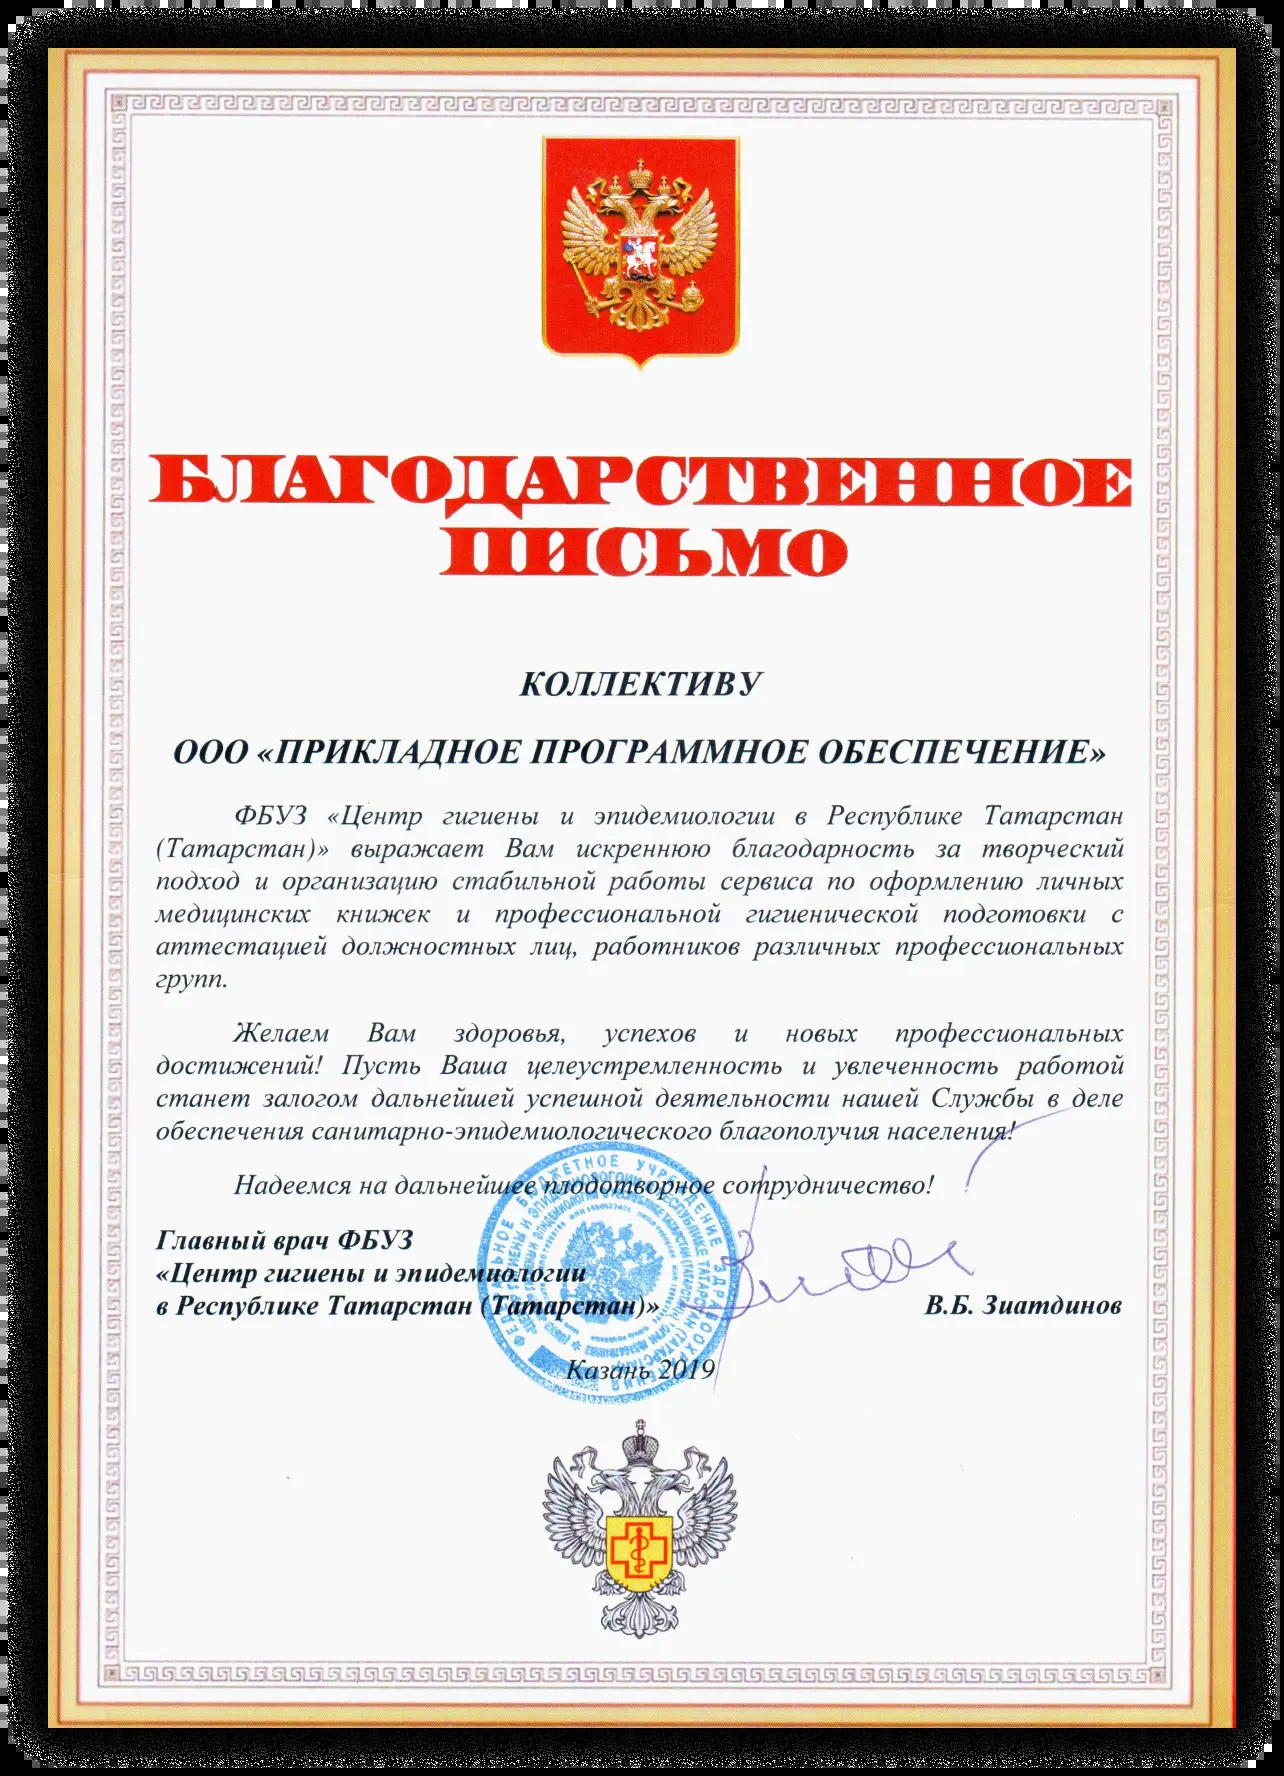 БЛАГОДАРСТВЕННОЕ
ПИСЬМО
КОЛЛЕКТИВУ
ООО «ПРИКЛАДНОЕ ПРОГРАММНОЕ ОБЕСПЕЧЕНИЕ»
ФБУЗ «Центр гигиены и эпидемиологии в Республике Татарстан
(Татарстан)» выражает Вам искреннюю благодарность за творческий
подход и организацию стабильной работы сервиса по оформлению личных
медицинских книжек и профессиональной гигиенической подготовки с
аттестацией должностных лиц, работников различных профессиональных
групп.
Желаем Вам здоровья, успехов и новых профессиональных
достижений! Пусть Ваша целеустремленность и увлеченность работой
станет залогом дальнейшей успешной деятельности нашей Службы в деле
обеспечения санитарно-эпидемиологического благополучия населения!
Надеемся на дальнейшее плодотворное сотрудничество!
Главный врач ФБУЗ
«Центр гигиены и эпидемиологии
в Республике Татарстан (Татарстан)»
В.Б. Зиатдинов
Казань 2019
ФЕДЕРАЛЬНОЕ БЮДЖЕТНОЕ УЧРЕЖДЕНИЕ ЗДРАВООХРАНЕНИЯ